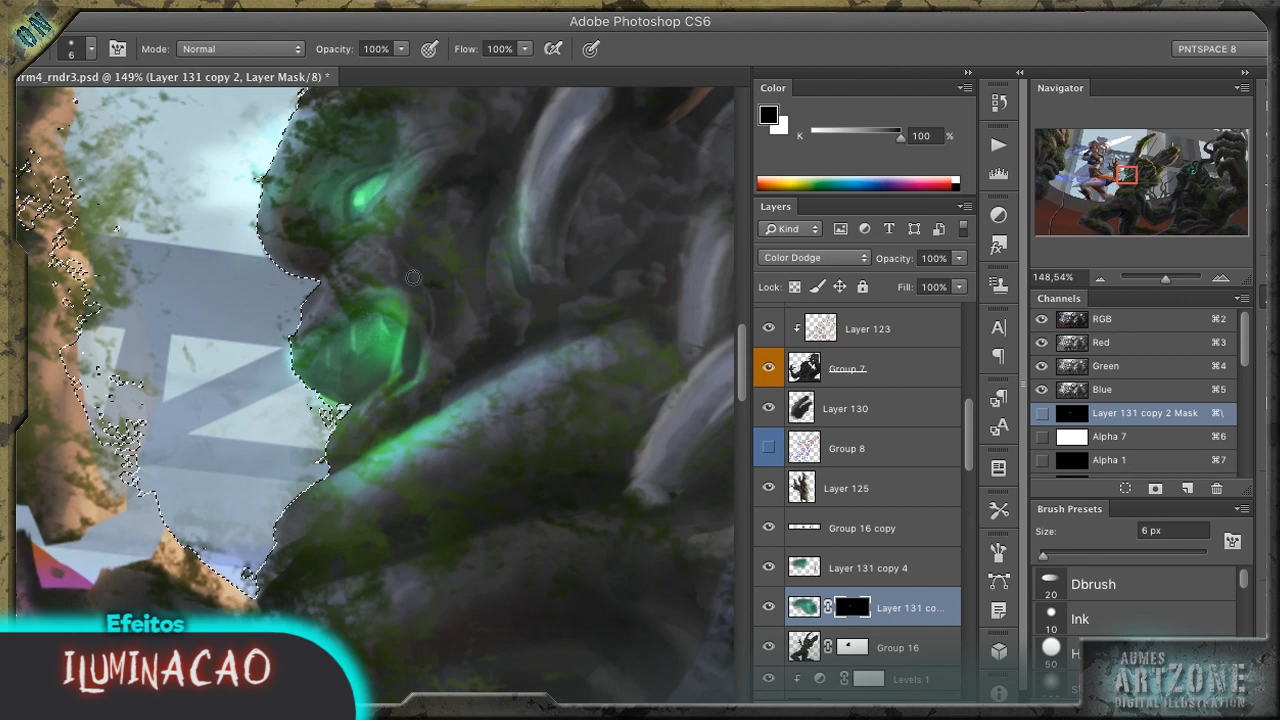 ON
Adobe Photoshop CS6
6
Mode: Normal
Opacity: 100%
Flow: 100%
PNTSPACE 8
rm4_rndr3.psd @ 149% (Layer 131 copy 2, Layer Mask/8) *
Color
K
100
%
Layers
Kind
Color Dodge
Opacity: 100%
Lock:
Fill: 100%
Layer 123
Group 7
Layer 130
Group 8
Layer 125
Group 16 copy
Layer 131 copy 4
Layer 131 co...
Group 16
Levels 1
Navigator
148,54%
Channels
RGB ⌘2
Red ⌘3
Green ⌘4
Blue ⌘5
Layer 131 copy 2 Mask ⌘\
Alpha 7 ⌘6
Alpha 1 ⌘7
Brush Presets
Size: 6 px
20 Dbrush
10 Ink
50 H
Efeitos
ILUMINACAO
AUMES
ARTZONE
DIGITAL ILLUSTRATION